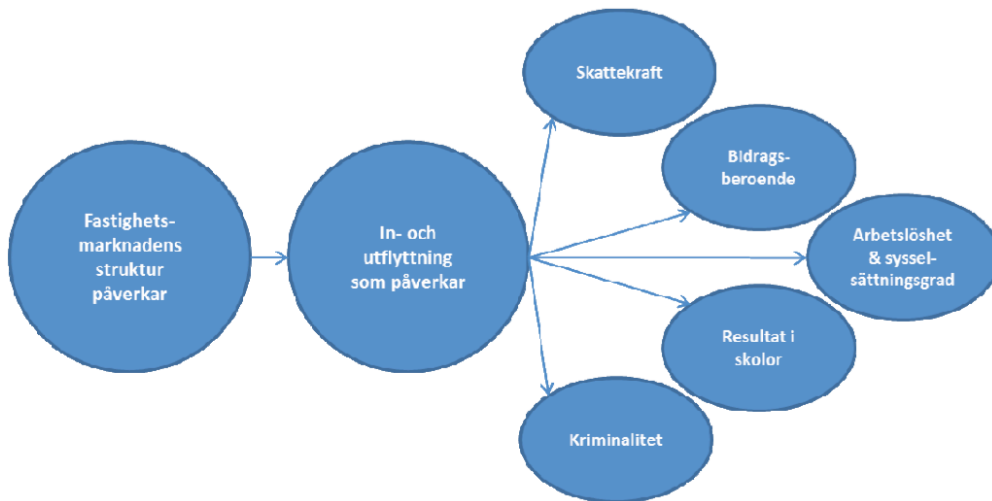 Fastighets-
marknadens
struktur
påverkar
In- och
utflyttning
som påverkar
Skattekraft
Bidrags-
beroende
Arbetslöshet
& syssel-
sättningsgrad
Resultat i
skolor
Kriminalitet